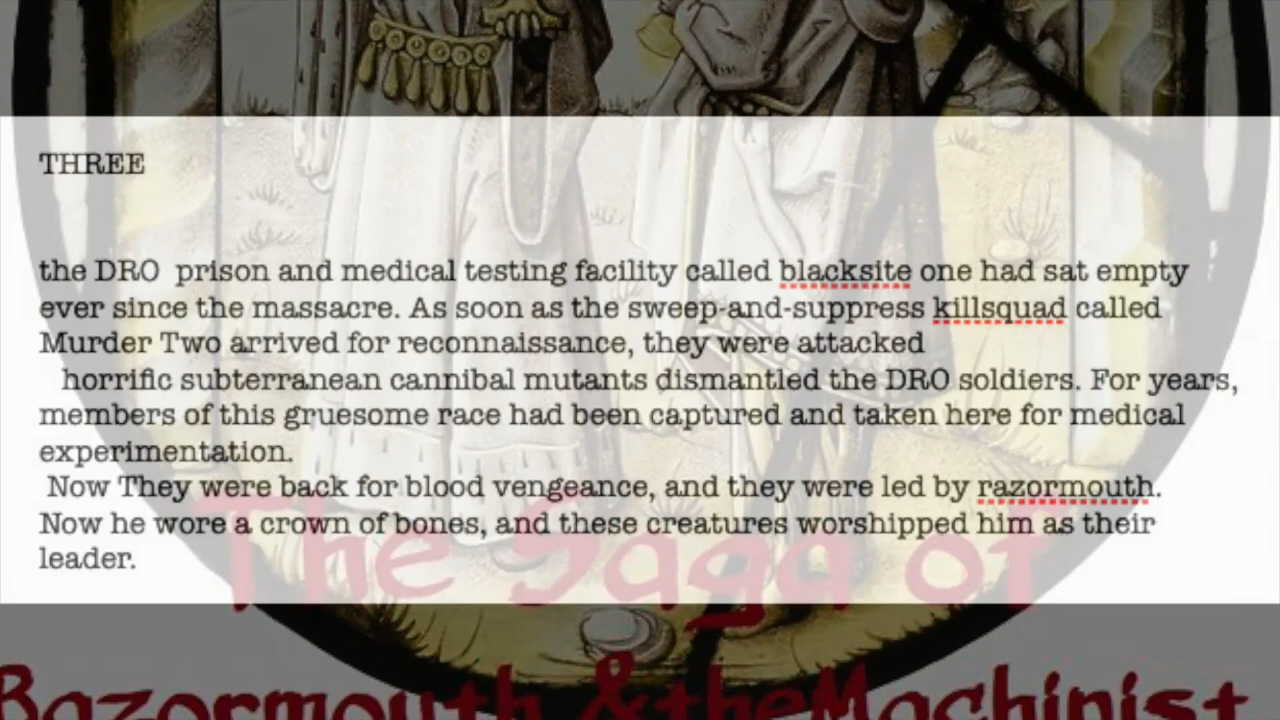 THREE
the DRO  prison and medical testing facility called blacksite one had sat empty
ever since the massacre. As soon as the sweep-and-suppress killsquad called
Murder Two arrived for reconnaissance, they were attacked
horrific subterranean cannibal mutants dismantled the DRO soldiers. For years,
members of this gruesome race had been captured and taken here for medical
experimentation.
Now They were back for blood vengeance, and they were led by razormouth.
Now he wore a crown of bones, and these creatures worshipped him as their
leader.
The Saga of
Razormouth & the Machinist